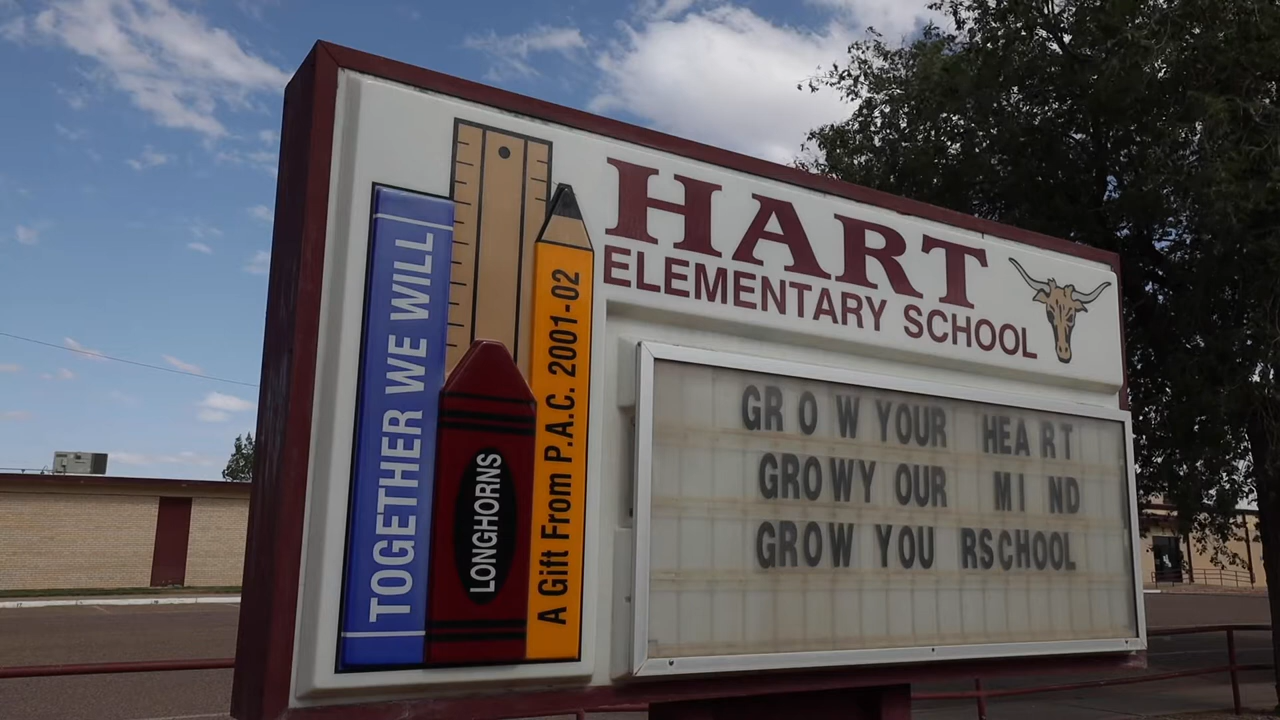 HART
ELEMENTARY SCHOOL
TOGETHER WE WILL
LONGHORNS
A Gift From P.A.C. 2001-02
GR O W YOUR HEA RT
GROWY OUR MI ND
GROW YOU RSCHOOL